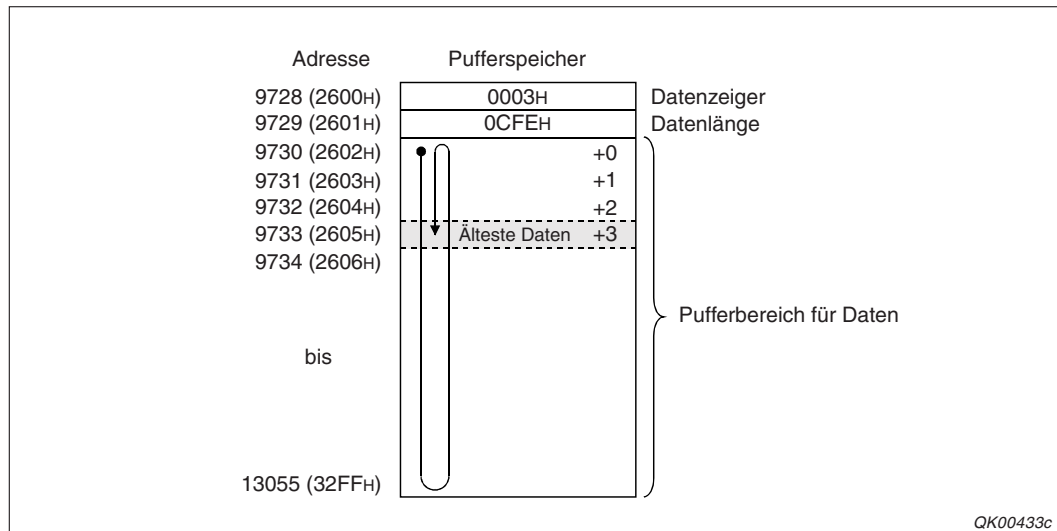 Adresse Pufferspeicher
9728 (2600H) 0003H Datenzeiger
9729 (2601H) 0CFEH Datenlänge
9730 (2602H) +0
9731 (2603H) +1
9732 (2604H) +2
9733 (2605H) Älteste Daten +3
9734 (2606H)
Pufferbereich für Daten
bis
13055 (32FFH)
QK00433c